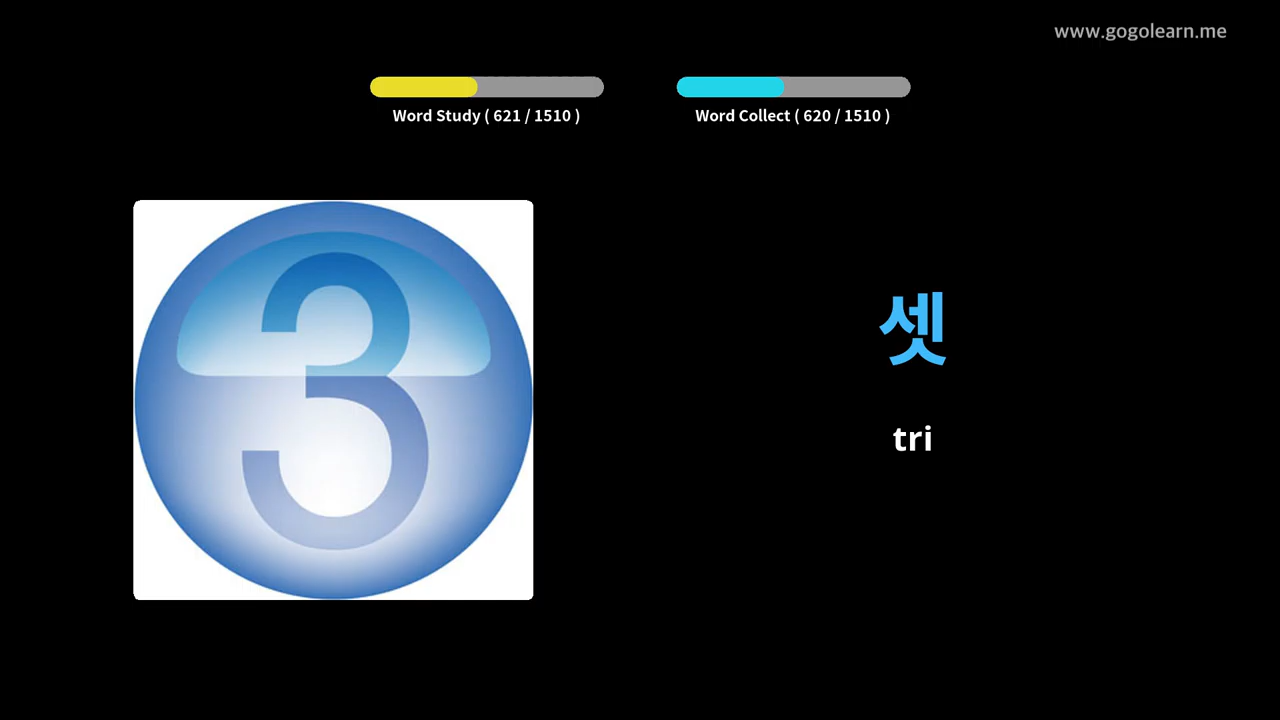 www.gogolearn.me
Word Study ( 621 / 1510 )
Word Collect ( 620 / 1510 )
3
셋
tri